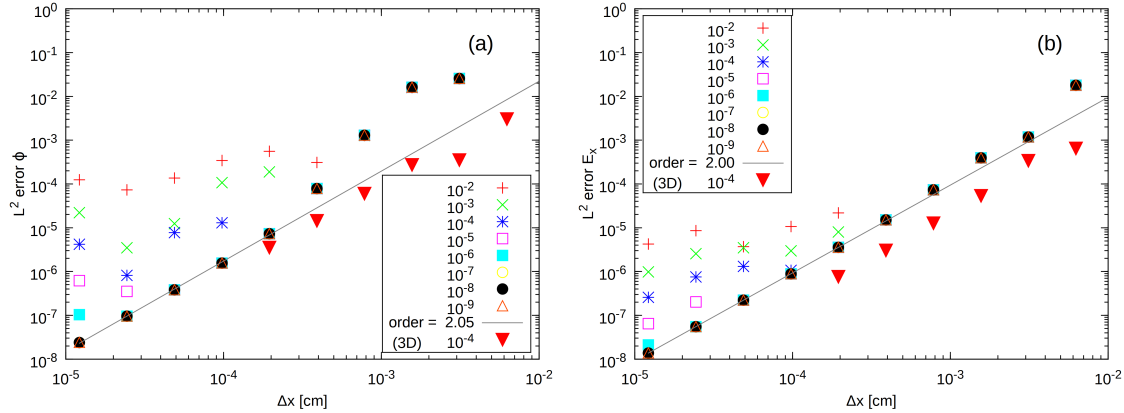 10⁰
10⁻¹
10⁻²
10⁻³
10⁻⁴
10⁻⁵
10⁻⁶
10⁻⁷
10⁻⁸
L² error ϕ
(a)
10⁻²
10⁻³
10⁻⁴
10⁻⁵
10⁻⁶
10⁻⁷
10⁻⁸
10⁻⁹
order = 2.05
(3D) 10⁻⁴
10⁻⁵ 10⁻⁴ 10⁻³ 10⁻²
Δx [cm]
10⁰
10⁻¹
10⁻²
10⁻³
10⁻⁴
10⁻⁵
10⁻⁶
10⁻⁷
10⁻⁸
L² error Eₓ
(b)
10⁻²
10⁻³
10⁻⁴
10⁻⁵
10⁻⁶
10⁻⁷
10⁻⁸
10⁻⁹
order = 2.00
(3D) 10⁻⁴
10⁻⁵ 10⁻⁴ 10⁻³ 10⁻²
Δx [cm]